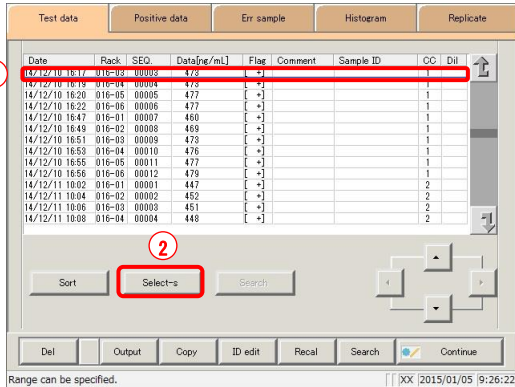 Test data Positive data Err sample Histogram Replicate
Date Rack SEQ. Data[ng/mL] Flag Comment Sample ID CC Dil
14/12/10 16:17 016-03 00003 473 [ +] 1
14/12/10 16:19 016-04 00004 473 [ +] 1
14/12/10 16:20 016-05 00005 477 [ +] 1
14/12/10 16:22 016-06 00006 477 [ +] 1
14/12/10 16:47 016-01 00007 460 [ +] 1
14/12/10 16:49 016-02 00008 469 [ +] 1
14/12/10 16:51 016-03 00009 473 [ +] 1
14/12/10 16:53 016-04 00010 476 [ +] 1
14/12/10 16:55 016-05 00011 477 [ +] 1
14/12/10 16:56 016-06 00012 479 [ +] 1
14/12/11 10:02 016-01 00001 447 [ +] 2
14/12/11 10:04 016-02 00002 452 [ +] 2
14/12/11 10:06 016-03 00003 451 [ +] 2
14/12/11 10:08 016-04 00004 448 [ +] 2
2
Sort Select-s Search
Del Output Copy ID edit Recal Search Continue
Range can be specified. XX 2015/01/05 9:26:22